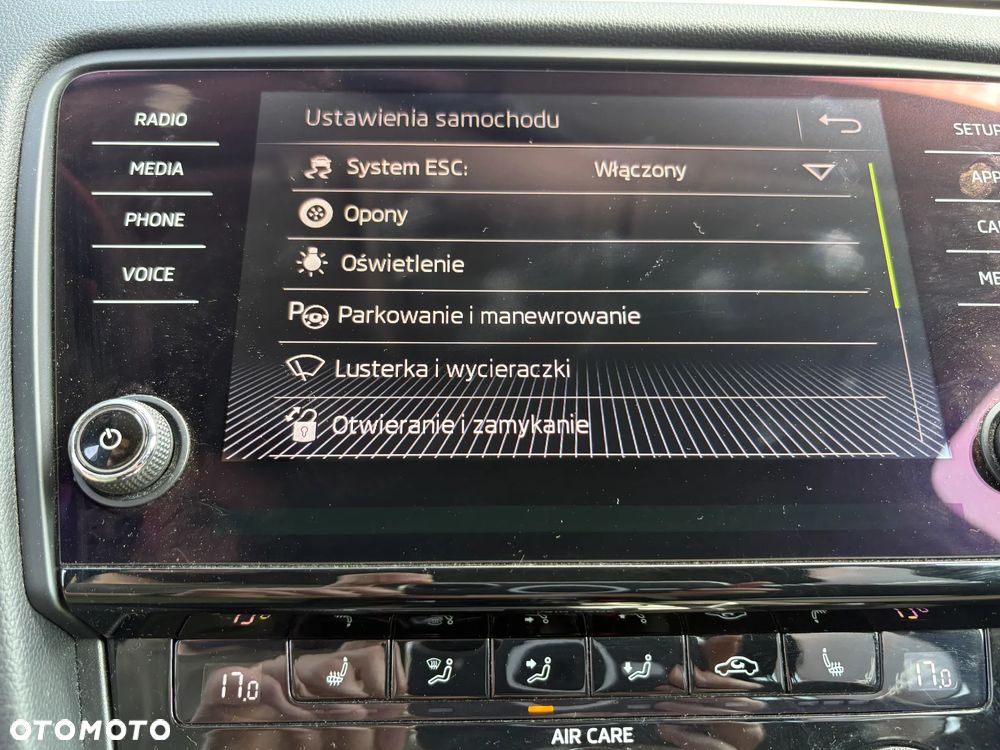 RADIO
MEDIA
PHONE
VOICE
Ustawienia samochodu
System ESC: Włączony
Opony
Oświetlenie
Parkowanie i manewrowanie
Lusterka i wycieraczki
Otwieranie i zamykanie
SETUP
17.0
17.0
AIR CARE
OTOMOTO